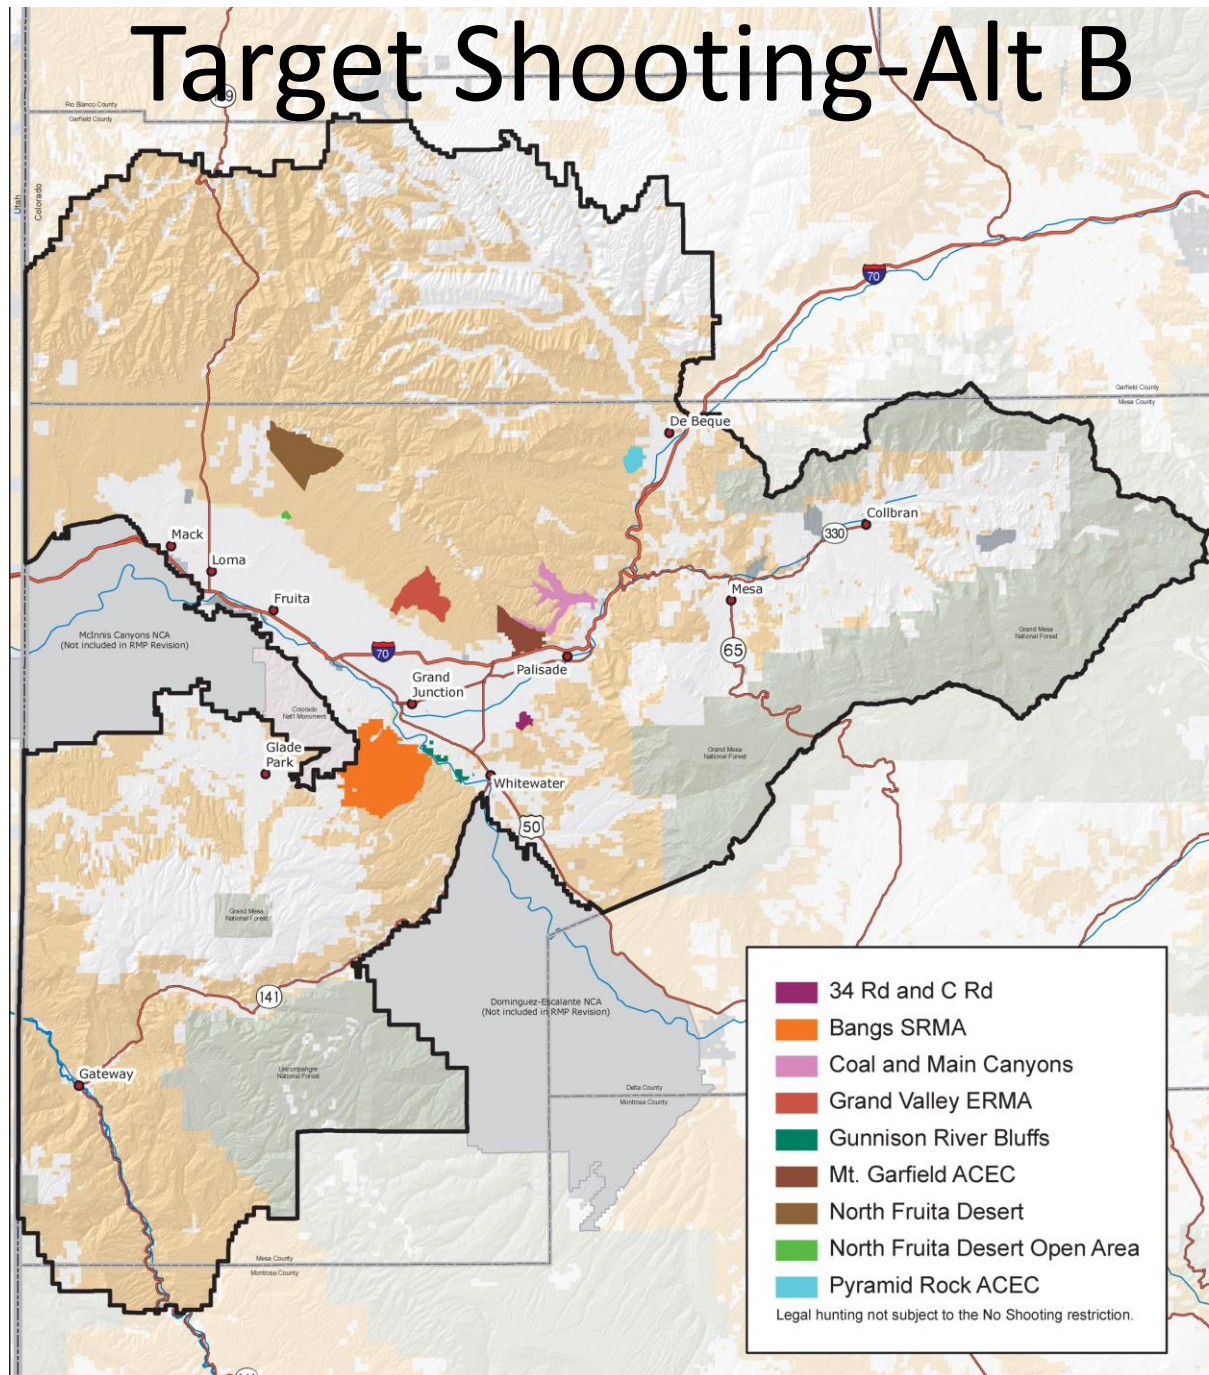 Target Shooting-Alt B
Rio Blanco County
Garfield County
Utah
Colorado
70
Garfield County
Mesa County
De Beque
Collbran
330
Mack
Loma
Mesa
Fruita
McInnis Canyons NCA
(Not included in RMP Revision)
Grand Mesa
National Forest
65
70
Palisade
Grand
Junction
Colorado
Nat'l Monument
Glade
Park
Grand Mesa
National Forest
Whitewater
50
Grand Mesa
National Forest
141
Dominguez-Escalante NCA
(Not included in RMP Revision)
Gateway
Uncompahgre
National Forest
Delta County
Montrose County
Mesa County
Montrose County
34 Rd and C Rd
Bangs SRMA
Coal and Main Canyons
Grand Valley ERMA
Gunnison River Bluffs
Mt. Garfield ACEC
North Fruita Desert
North Fruita Desert Open Area
Pyramid Rock ACEC
Legal hunting not subject to the No Shooting restriction.